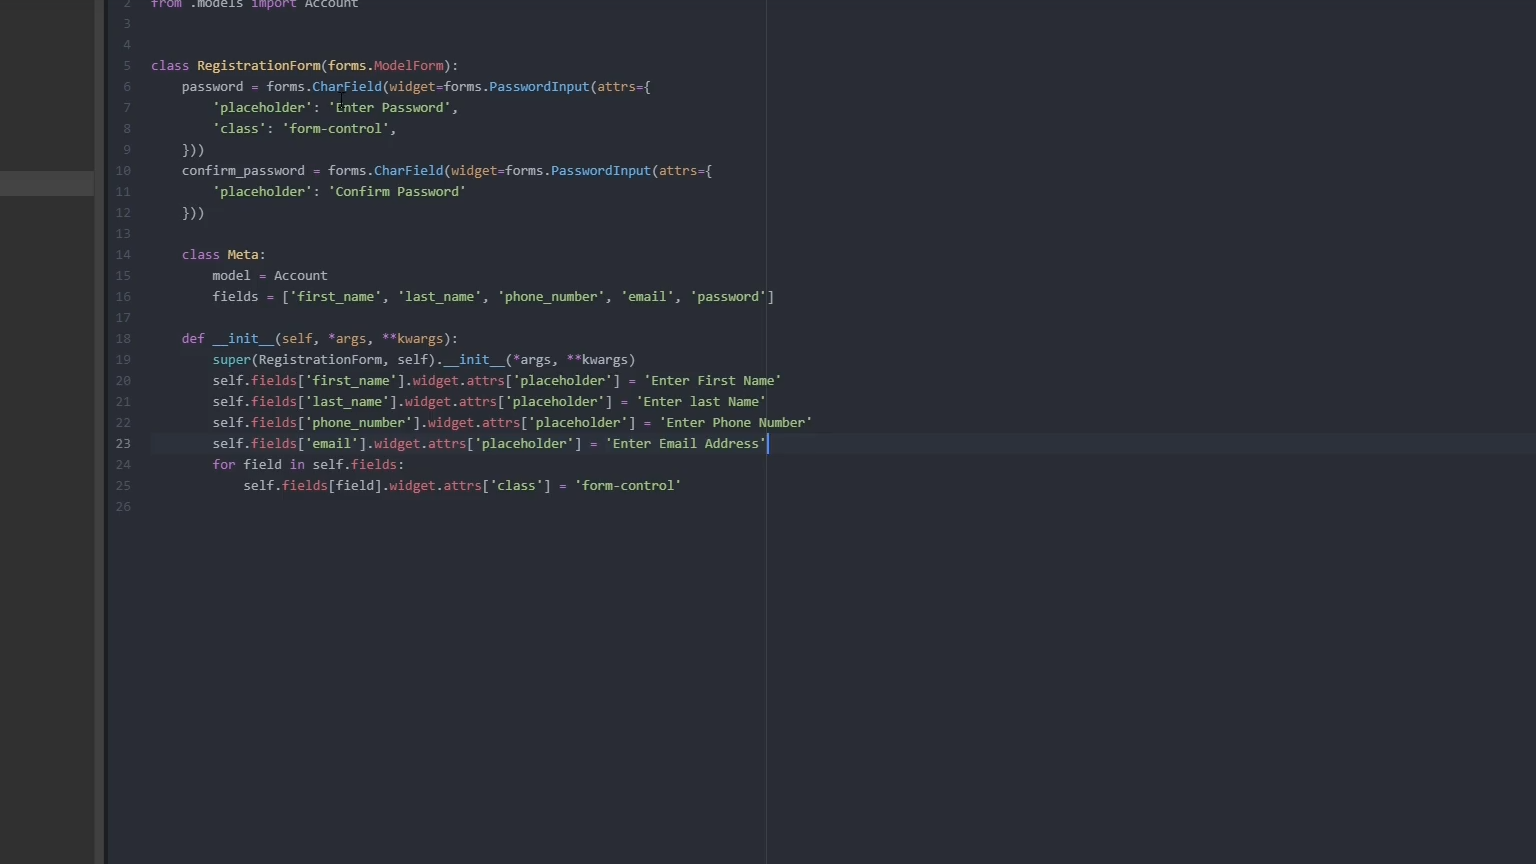 2 from .models import Account
3
4
5 class RegistrationForm(forms.ModelForm):
6     password = forms.CharField(widget=forms.PasswordInput(attrs={
7         'placeholder': 'Enter Password',
8         'class': 'form-control',
9     }))
10     confirm_password = forms.CharField(widget=forms.PasswordInput(attrs={
11         'placeholder': 'Confirm Password'
12     }))
13
14     class Meta:
15         model = Account
16         fields = ['first_name', 'last_name', 'phone_number', 'email', 'password']
17
18     def __init__(self, *args, **kwargs):
19         super(RegistrationForm, self).__init__(*args, **kwargs)
20         self.fields['first_name'].widget.attrs['placeholder'] = 'Enter First Name'
21         self.fields['last_name'].widget.attrs['placeholder'] = 'Enter last Name'
22         self.fields['phone_number'].widget.attrs['placeholder'] = 'Enter Phone Number'
23         self.fields['email'].widget.attrs['placeholder'] = 'Enter Email Address'
24         for field in self.fields:
25             self.fields[field].widget.attrs['class'] = 'form-control'
26